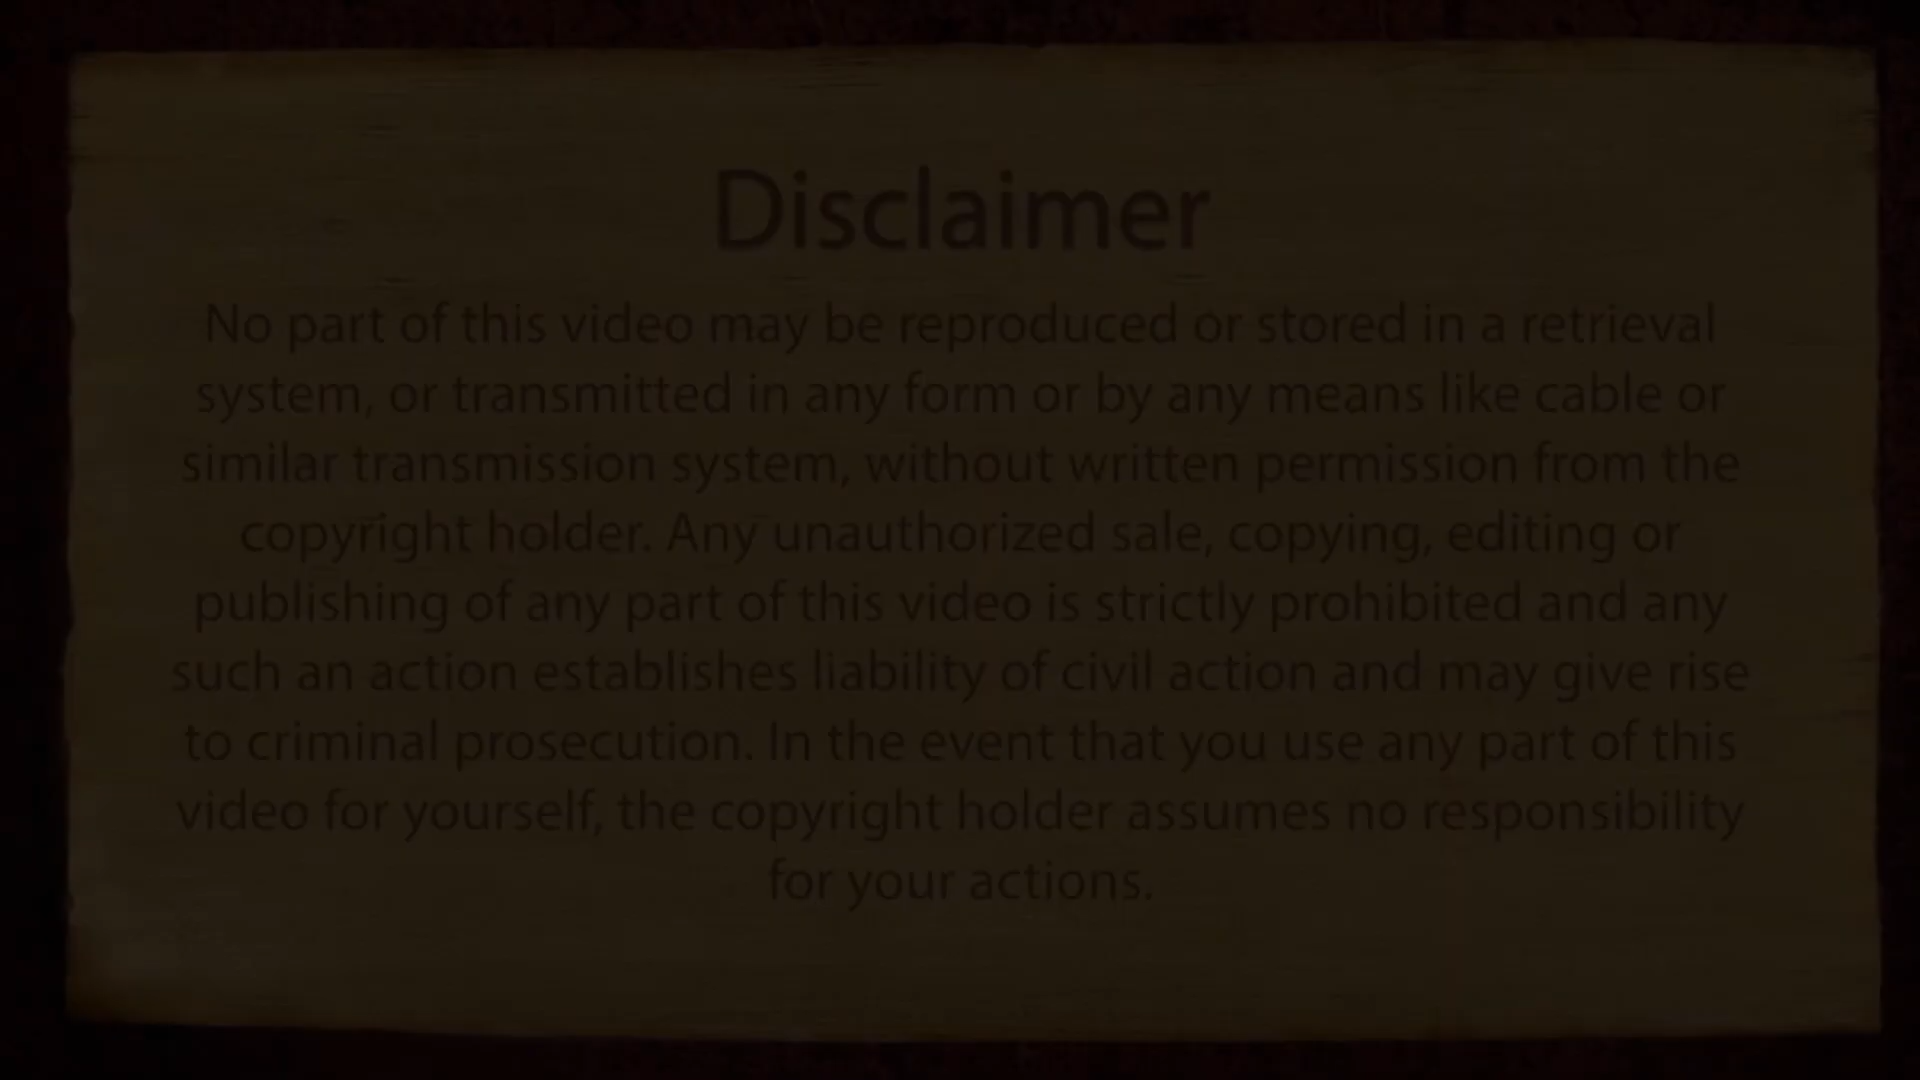 Disclaimer
No part of this video may be reproduced or stored in a retrieval
system, or transmitted in any form or by any means like cable or
similar transmission system, without written permission from the
copyright holder. Any unauthorized sale, copying, editing or
publishing of any part of this video is strictly prohibited and any
such an action establishes liability of civil action and may give rise
to criminal prosecution. In the event that you use any part of this
video for yourself, the copyright holder assumes no responsibility
for your actions.